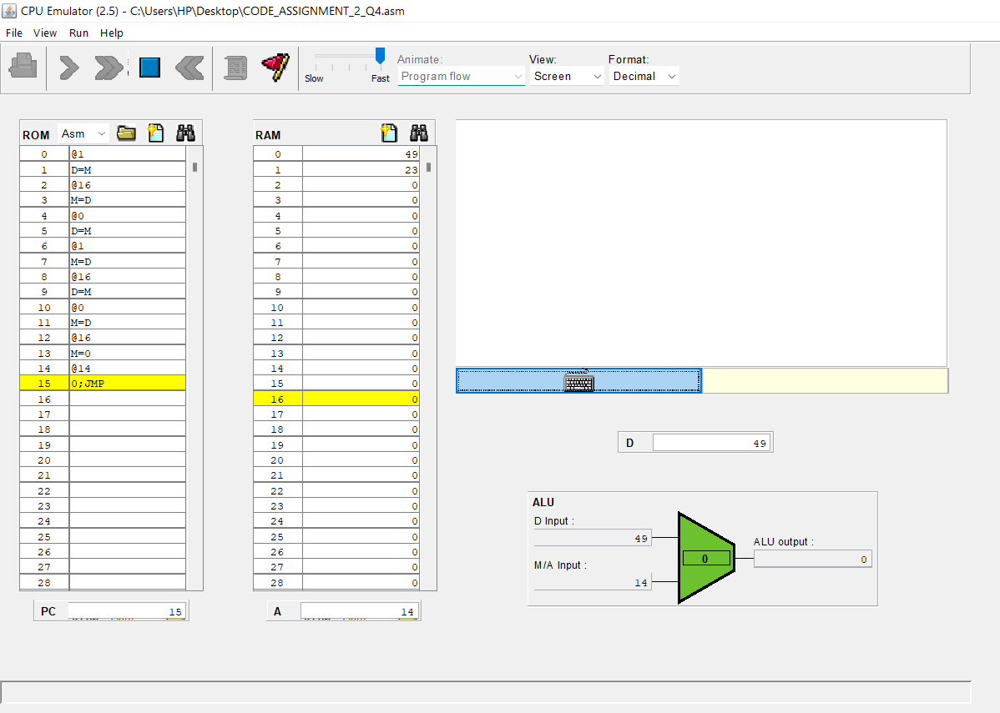 CPU Emulator (2.5) - C:\Users\HP\Desktop\CODE_ASSIGNMENT_2_Q4.asm
File View Run Help
Slow Fast
Animate:
Program flow
View:
Screen
Format:
Decimal
ROM Asm
0 @1
1 D=M
2 @16
3 M=D
4 @0
5 D=M
6 @1
7 M=D
8 @16
9 D=M
10 @0
11 M=D
12 @16
13 M=0
14 @14
15 0;JMP
16
17
18
19
20
21
22
23
24
25
26
27
28
PC 15
RAM
0 49
1 23
2 0
3 0
4 0
5 0
6 0
7 0
8 0
9 0
10 0
11 0
12 0
13 0
14 0
15 0
16 0
17 0
18 0
19 0
20 0
21 0
22 0
23 0
24 0
25 0
26 0
27 0
28 0
A 14
D 49
ALU
D Input :
49
M/A Input :
14
0
ALU output :
0